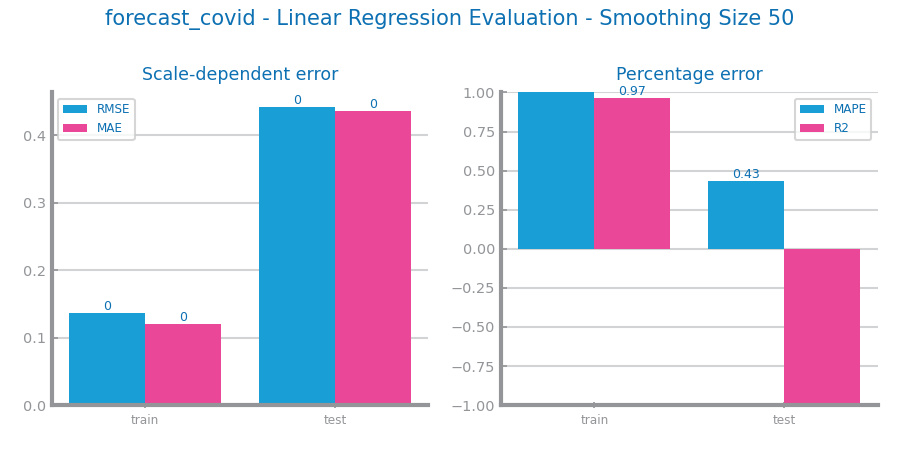 forecast_covid - Linear Regression Evaluation - Smoothing Size 50
Scale-dependent error
RMSE
MAE
0.4
0.3
0.2
0.1
0.0
0
0
0
0
train
test
Percentage error
MAPE
R2
1.00
0.75
0.50
0.25
0.00
−0.25
−0.50
−0.75
−1.00
0.97
0.43
train
test